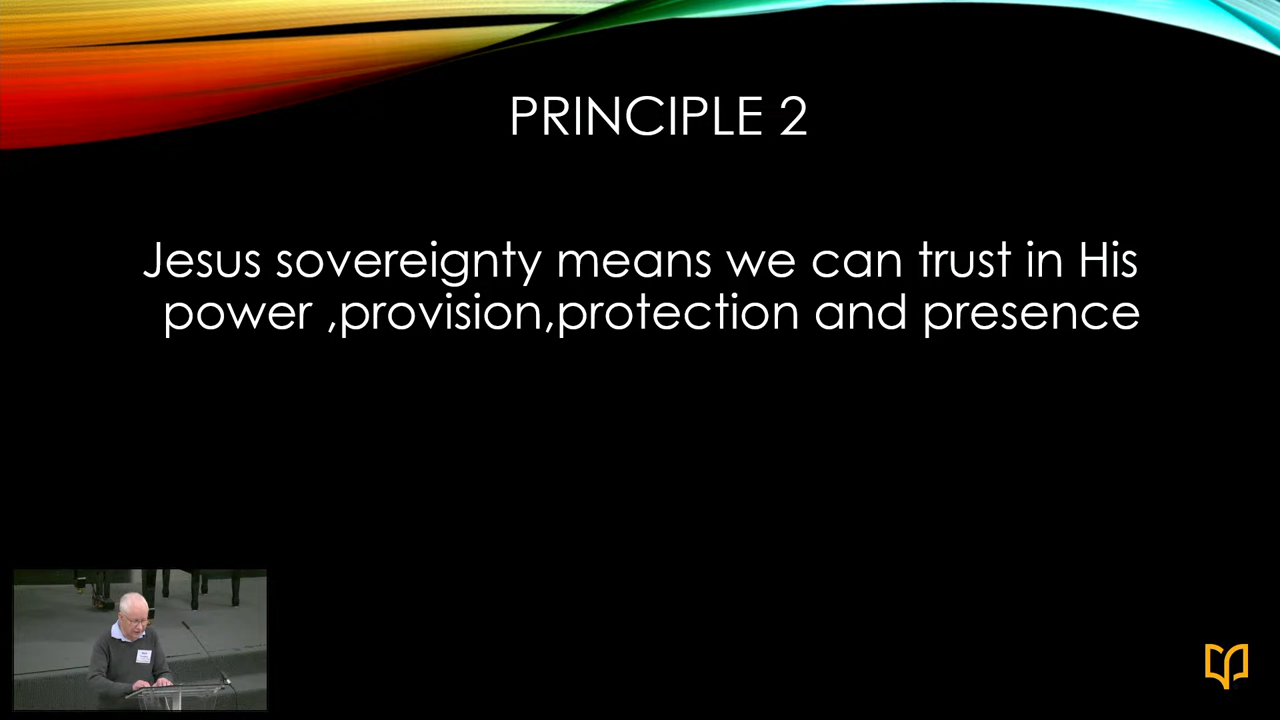 PRINCIPLE 2
Jesus sovereignty means we can trust in His
power ,provision,protection and presence